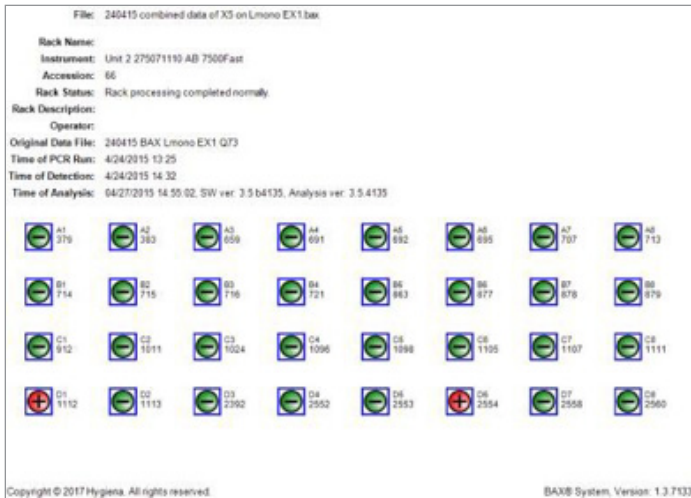 File: 240415 combined data of X5 on Lmono EX1.bax
Rack Name:
Instrument: Unit 2 275071110 AB 7500Fast
Accession: 66
Rack Status: Rack processing completed normally.
Rack Description:
Operator:
Original Data File: 240415 BAX Lmono EX1 Q73
Time of PCR Run: 4/24/2015 13:25
Time of Detection: 4/24/2015 14:32
Time of Analysis: 04/27/2015 14:55:02, SW ver: 3.5 b4135, Analysis ver: 3.5.4135
A1 A2 A3 A4 A5 A6 A7 A8
379 383 659 691 692 695 707 713
B1 B2 B3 B4 B5 B6 B7 B8
714 715 716 721 863 877 878 879
C1 C2 C3 C4 C5 C6 C7 C8
912 1011 1024 1096 1098 1105 1107 1111
D1 D2 D3 D4 D5 D6 D7 D8
1112 1113 2392 2552 2553 2554 2558 2560
Copyright © 2017 Hygiena. All rights reserved. BAX® System, Version: 1.3.7133